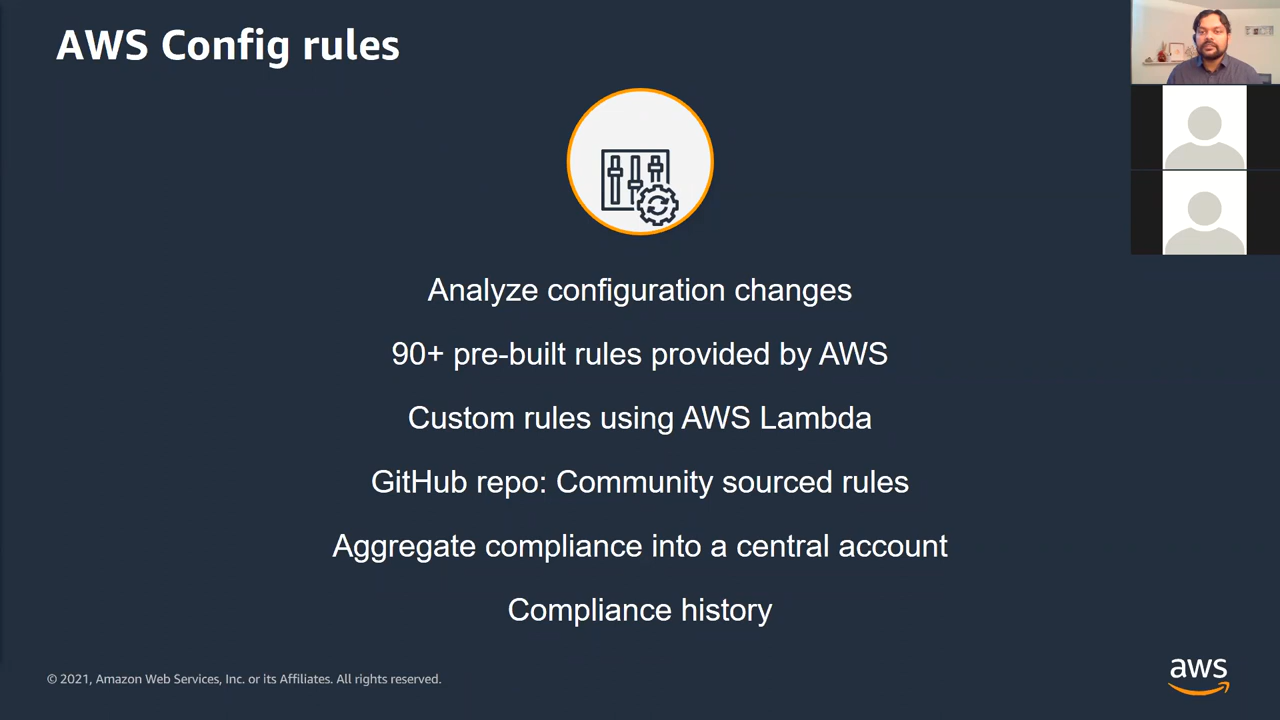 AWS Config rules
Analyze configuration changes
90+ pre-built rules provided by AWS
Custom rules using AWS Lambda
GitHub repo: Community sourced rules
Aggregate compliance into a central account
Compliance history
© 2021, Amazon Web Services, Inc. or its Affiliates. All rights reserved.
aws